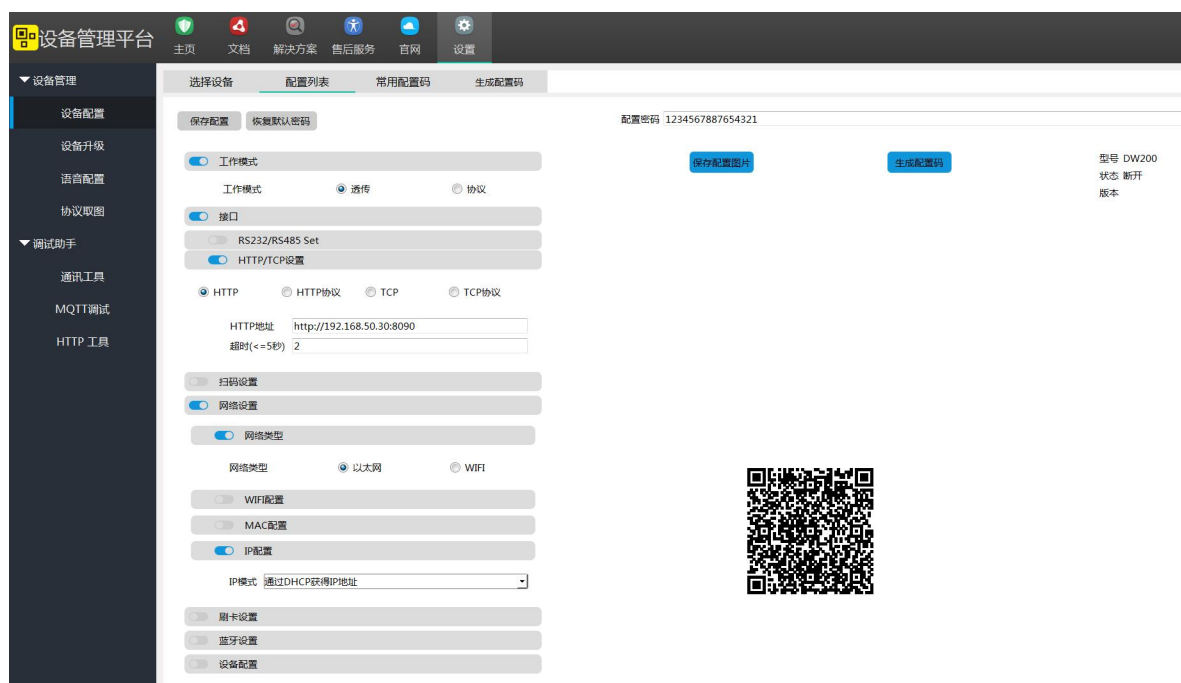 设备管理平台
主页 文档 解决方案 售后服务 官网 设置
设备管理
设备配置
设备升级
语音配置
协议取图
调试助手
通讯工具
MQTT调试
HTTP 工具
选择设备 配置列表 常用配置码 生成配置码
保存配置 恢复默认密码
配置密码 1234567887654321
工作模式
工作模式 透传 协议
接口
RS232/RS485 Set
HTTP/TCP设置
HTTP HTTP协议 TCP TCP协议
HTTP地址 http://192.168.50.30:8090
超时(<=5秒) 2
扫码设置
网络设置
网络类型
网络类型 以太网 WIFI
WIFI配置
MAC配置
IP配置
IP模式 通过DHCP获得IP地址
刷卡设置
蓝牙设置
设备配置
保存配置图片 生成配置码
型号 DW200
状态 断开
版本